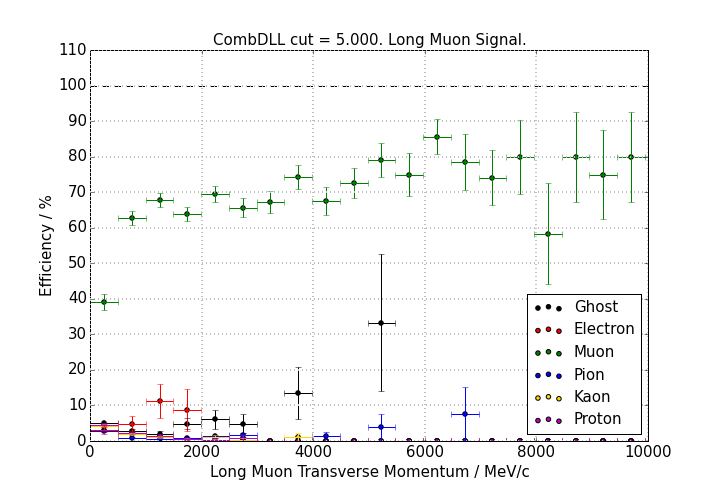 CombDLL cut = 5.000. Long Muon Signal.
110
100
90
80
70
60
50
40
30
20
10
0
Efficiency / %
Ghost
Electron
Muon
Pion
Kaon
Proton
0 2000 4000 6000 8000 10000
Long Muon Transverse Momentum / MeV/c